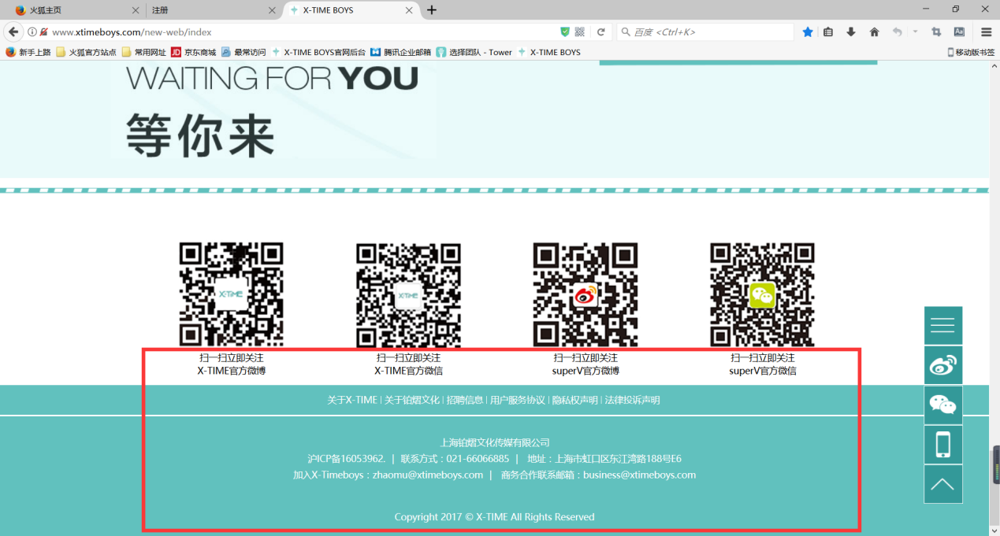 火狐主页
注册
X-TIME BOYS
www.xtimeboys.com/new-web/index
百度 <Ctrl+K>
新手上路 火狐官方站点 常用网址 JD 京东商城 最常访问 X-TIME BOYS官网后台 腾讯企业邮箱 选择团队 - Tower X-TIME BOYS 移动版书签
WAITING FOR YOU
等你来
X-TIME
X-TIME
扫一扫立即关注
X-TIME官方微博
扫一扫立即关注
X-TIME官方微信
扫一扫立即关注
superV官方微博
扫一扫立即关注
superV官方微信
关于X-TIME | 关于铂熠文化 | 招聘信息 | 用户服务协议 | 隐私权声明 | 法律投诉声明
上海铂熠文化传媒有限公司
沪ICP备16053962. | 联系方式：021-66066885 | 地址：上海市虹口区东江湾路188号E6
加入X-Timeboys：zhaomu@xtimeboys.com | 商务合作联系邮箱：business@xtimeboys.com
Copyright 2017 © X-TIME All Rights Reserved